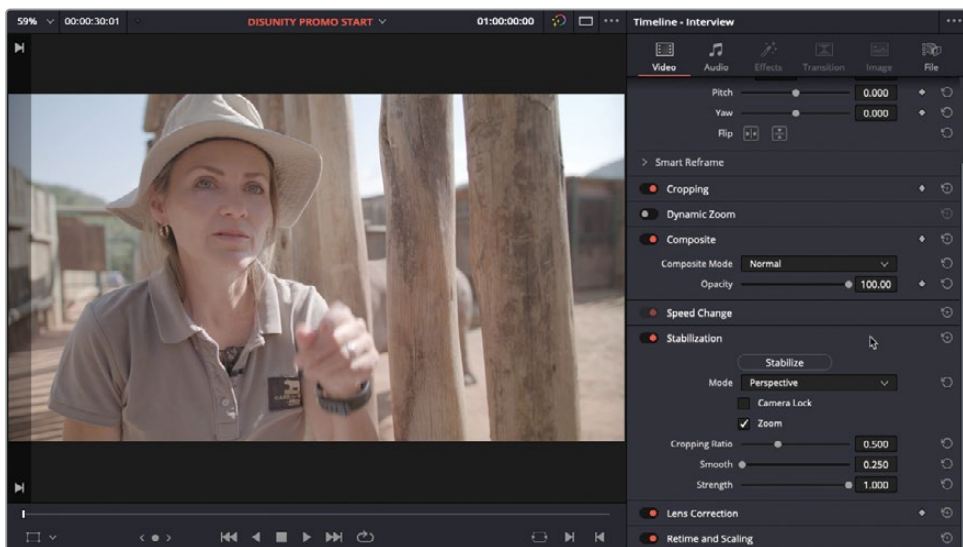 59% 00:00:30:01 DISUNITY PROMO START 01:00:00:00 Timeline - Interview
Video Audio Effects Transition Image File
Pitch 0.000
Yaw 0.000
Flip
Smart Reframe
Cropping
Dynamic Zoom
Composite
Composite Mode Normal
Opacity 100.00
Speed Change
Stabilization
Stabilize
Mode Perspective
Camera Lock
Zoom
Cropping Ratio 0.500
Smooth 0.250
Strength 1.000
Lens Correction
Retime and Scaling